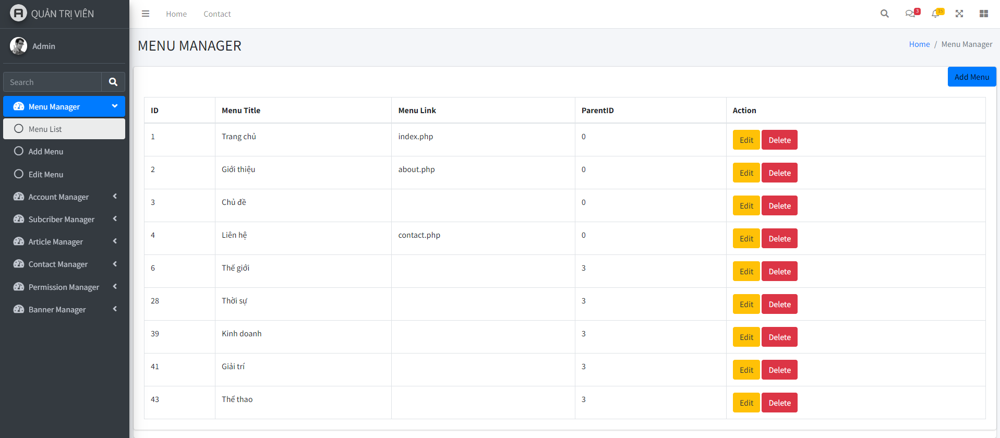 QUẢN TRỊ VIÊN
Home Contact 3 15
Admin
MENU MANAGER
Home / Menu Manager
Search
Add Menu
Menu Manager
Menu List
Add Menu
Edit Menu
Account Manager
Subcriber Manager
Article Manager
Contact Manager
Permission Manager
Banner Manager
ID Menu Title Menu Link ParentID Action
1 Trang chủ index.php 0 Edit Delete
2 Giới thiệu about.php 0 Edit Delete
3 Chủ đề 0 Edit Delete
4 Liên hệ contact.php 0 Edit Delete
6 Thế giới 3 Edit Delete
28 Thời sự 3 Edit Delete
39 Kinh doanh 3 Edit Delete
41 Giải trí 3 Edit Delete
43 Thể thao 3 Edit Delete